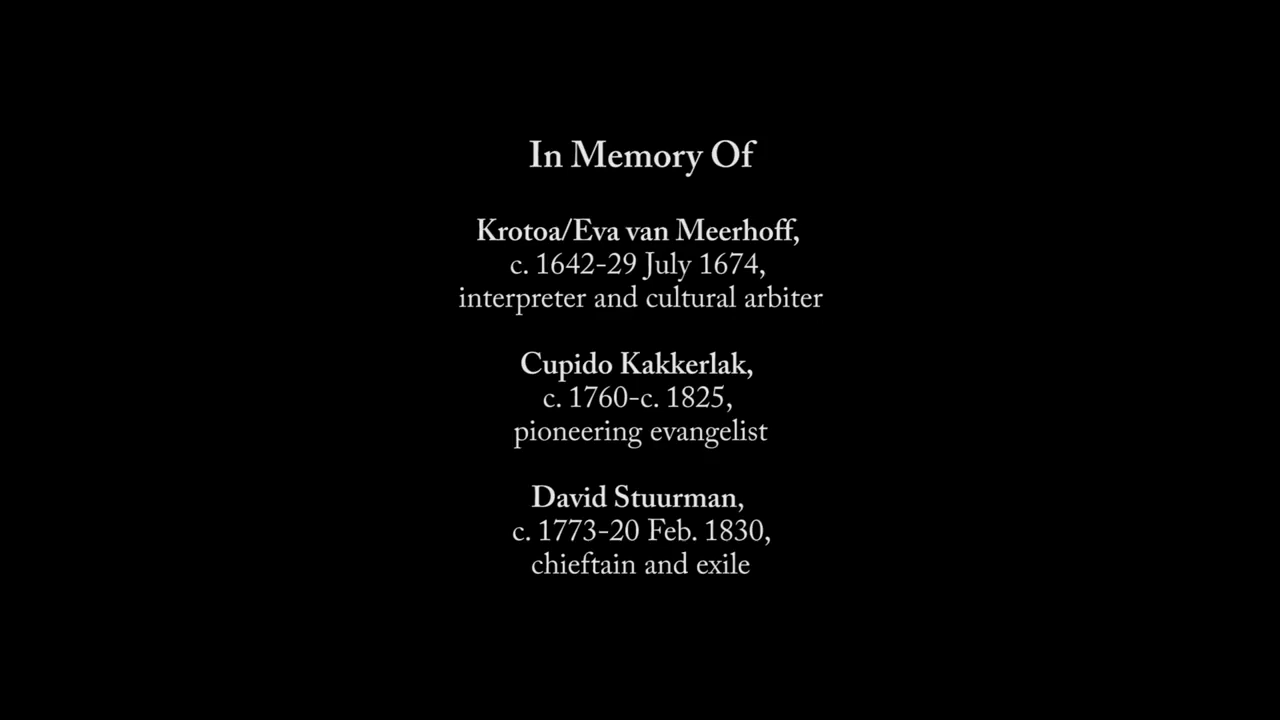 In Memory Of
Krotoa/Eva van Meerhoff,
c. 1642-29 July 1674,
interpreter and cultural arbiter
Cupido Kakkerlak,
c. 1760-c. 1825,
pioneering evangelist
David Stuurman,
c. 1773-20 Feb. 1830,
chieftain and exile